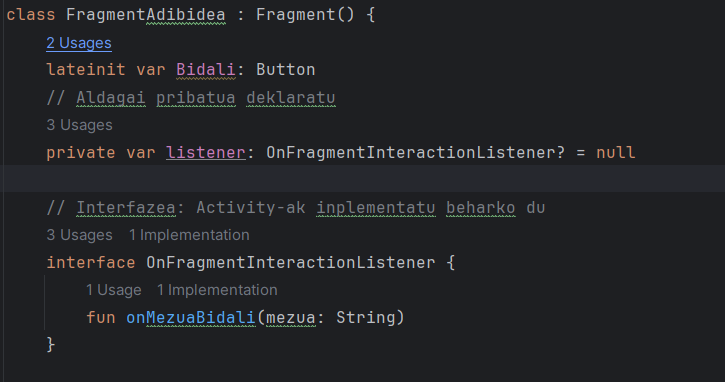 class FragmentAdibidea : Fragment() {
2 Usages
lateinit var Bidali: Button
// Aldagai pribatua deklaratu
3 Usages
private var listener: OnFragmentInteractionListener? = null
// Interfazea: Activity-ak inplementatu beharko du
3 Usages 1 Implementation
interface OnFragmentInteractionListener {
1 Usage 1 Implementation
fun onMezuaBidali(mezua: String)
}